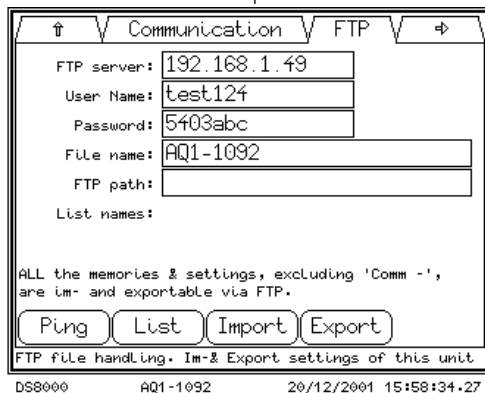 ⇧ Communication FTP ⇨
FTP server: 192.168.1.49
User Name: test124
Password: 5403abc
File name: AQ1-1092
FTP path:
List names:
ALL the memories & settings, excluding 'Comm -',
are im- and exportable via FTP.
Ping List Import Export
FTP file handling. Im-& Export settings of this unit
DS8000 AQ1-1092 20/12/2001 15:58:34.27